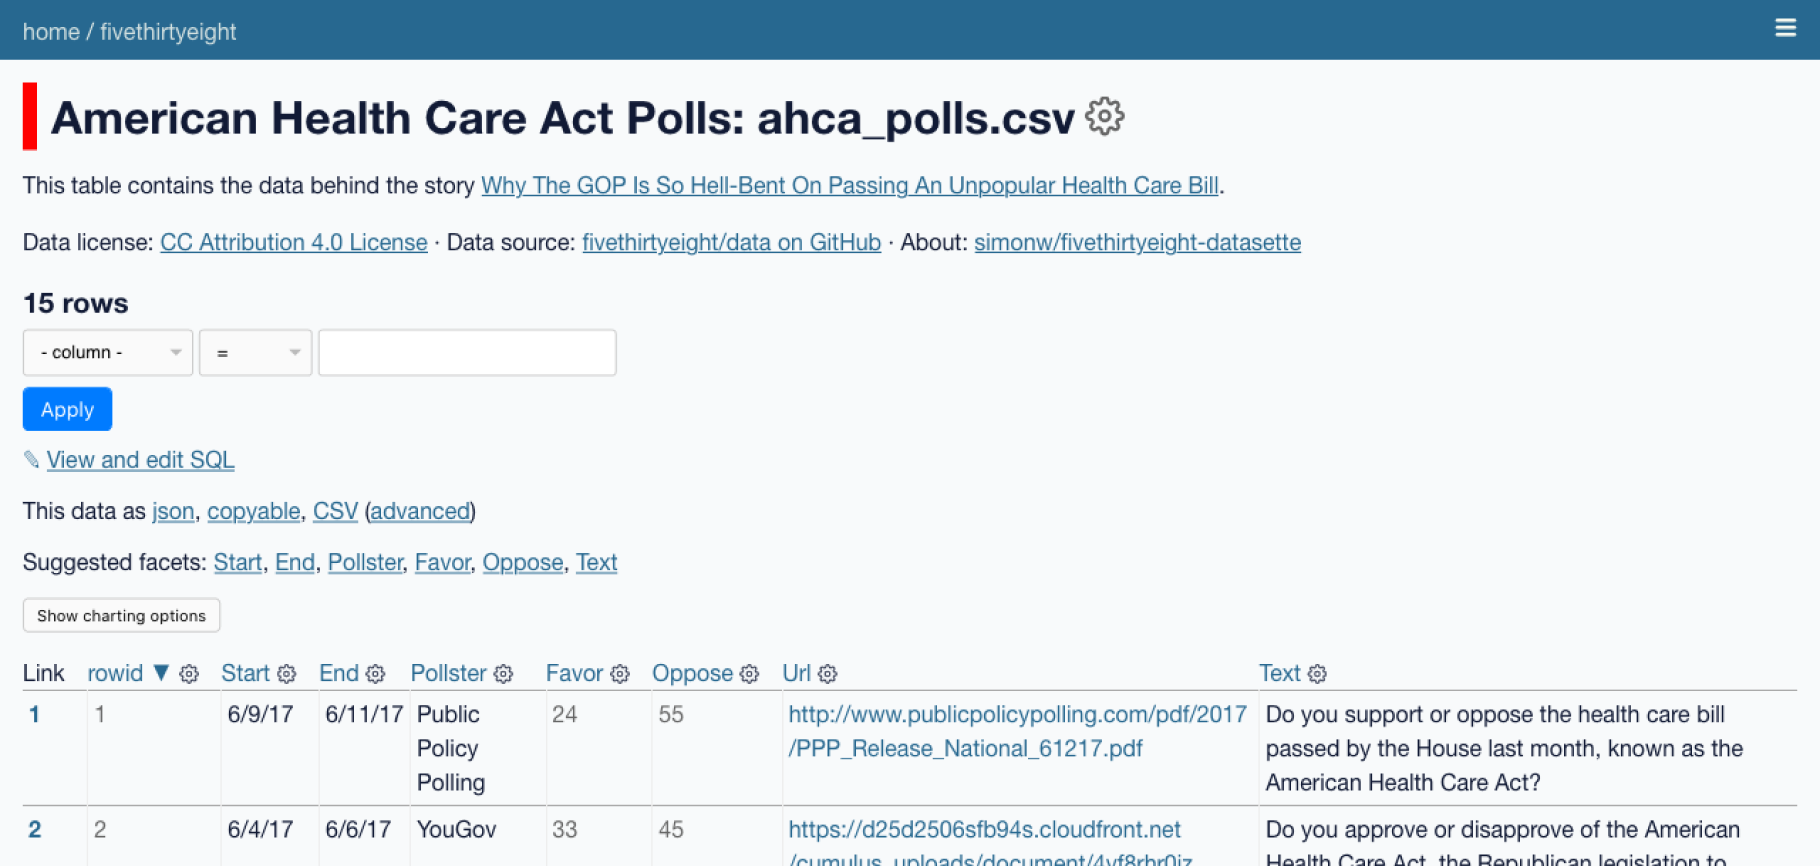 home / fivethirtyeight
American Health Care Act Polls: ahca_polls.csv
This table contains the data behind the story Why The GOP Is So Hell-Bent On Passing An Unpopular Health Care Bill.
Data license: CC Attribution 4.0 License · Data source: fivethirtyeight/data on GitHub · About: simonw/fivethirtyeight-datasette
15 rows
- column - =
Apply
✎ View and edit SQL
This data as json, copyable, CSV (advanced)
Suggested facets: Start, End, Pollster, Favor, Oppose, Text
Show charting options
Link rowid ▼ Start End Pollster Favor Oppose Url Text
1 1 6/9/17 6/11/17 Public 24 55 http://www.publicpolicypolling.com/pdf/2017 Do you support or oppose the health care bill
Policy /PPP_Release_National_61217.pdf passed by the House last month, known as the
Polling American Health Care Act?
2 2 6/4/17 6/6/17 YouGov 33 45 https://d25d2506sfb94s.cloudfront.net Do you approve or disapprove of the American
Health Care Act, the Republican legislation to